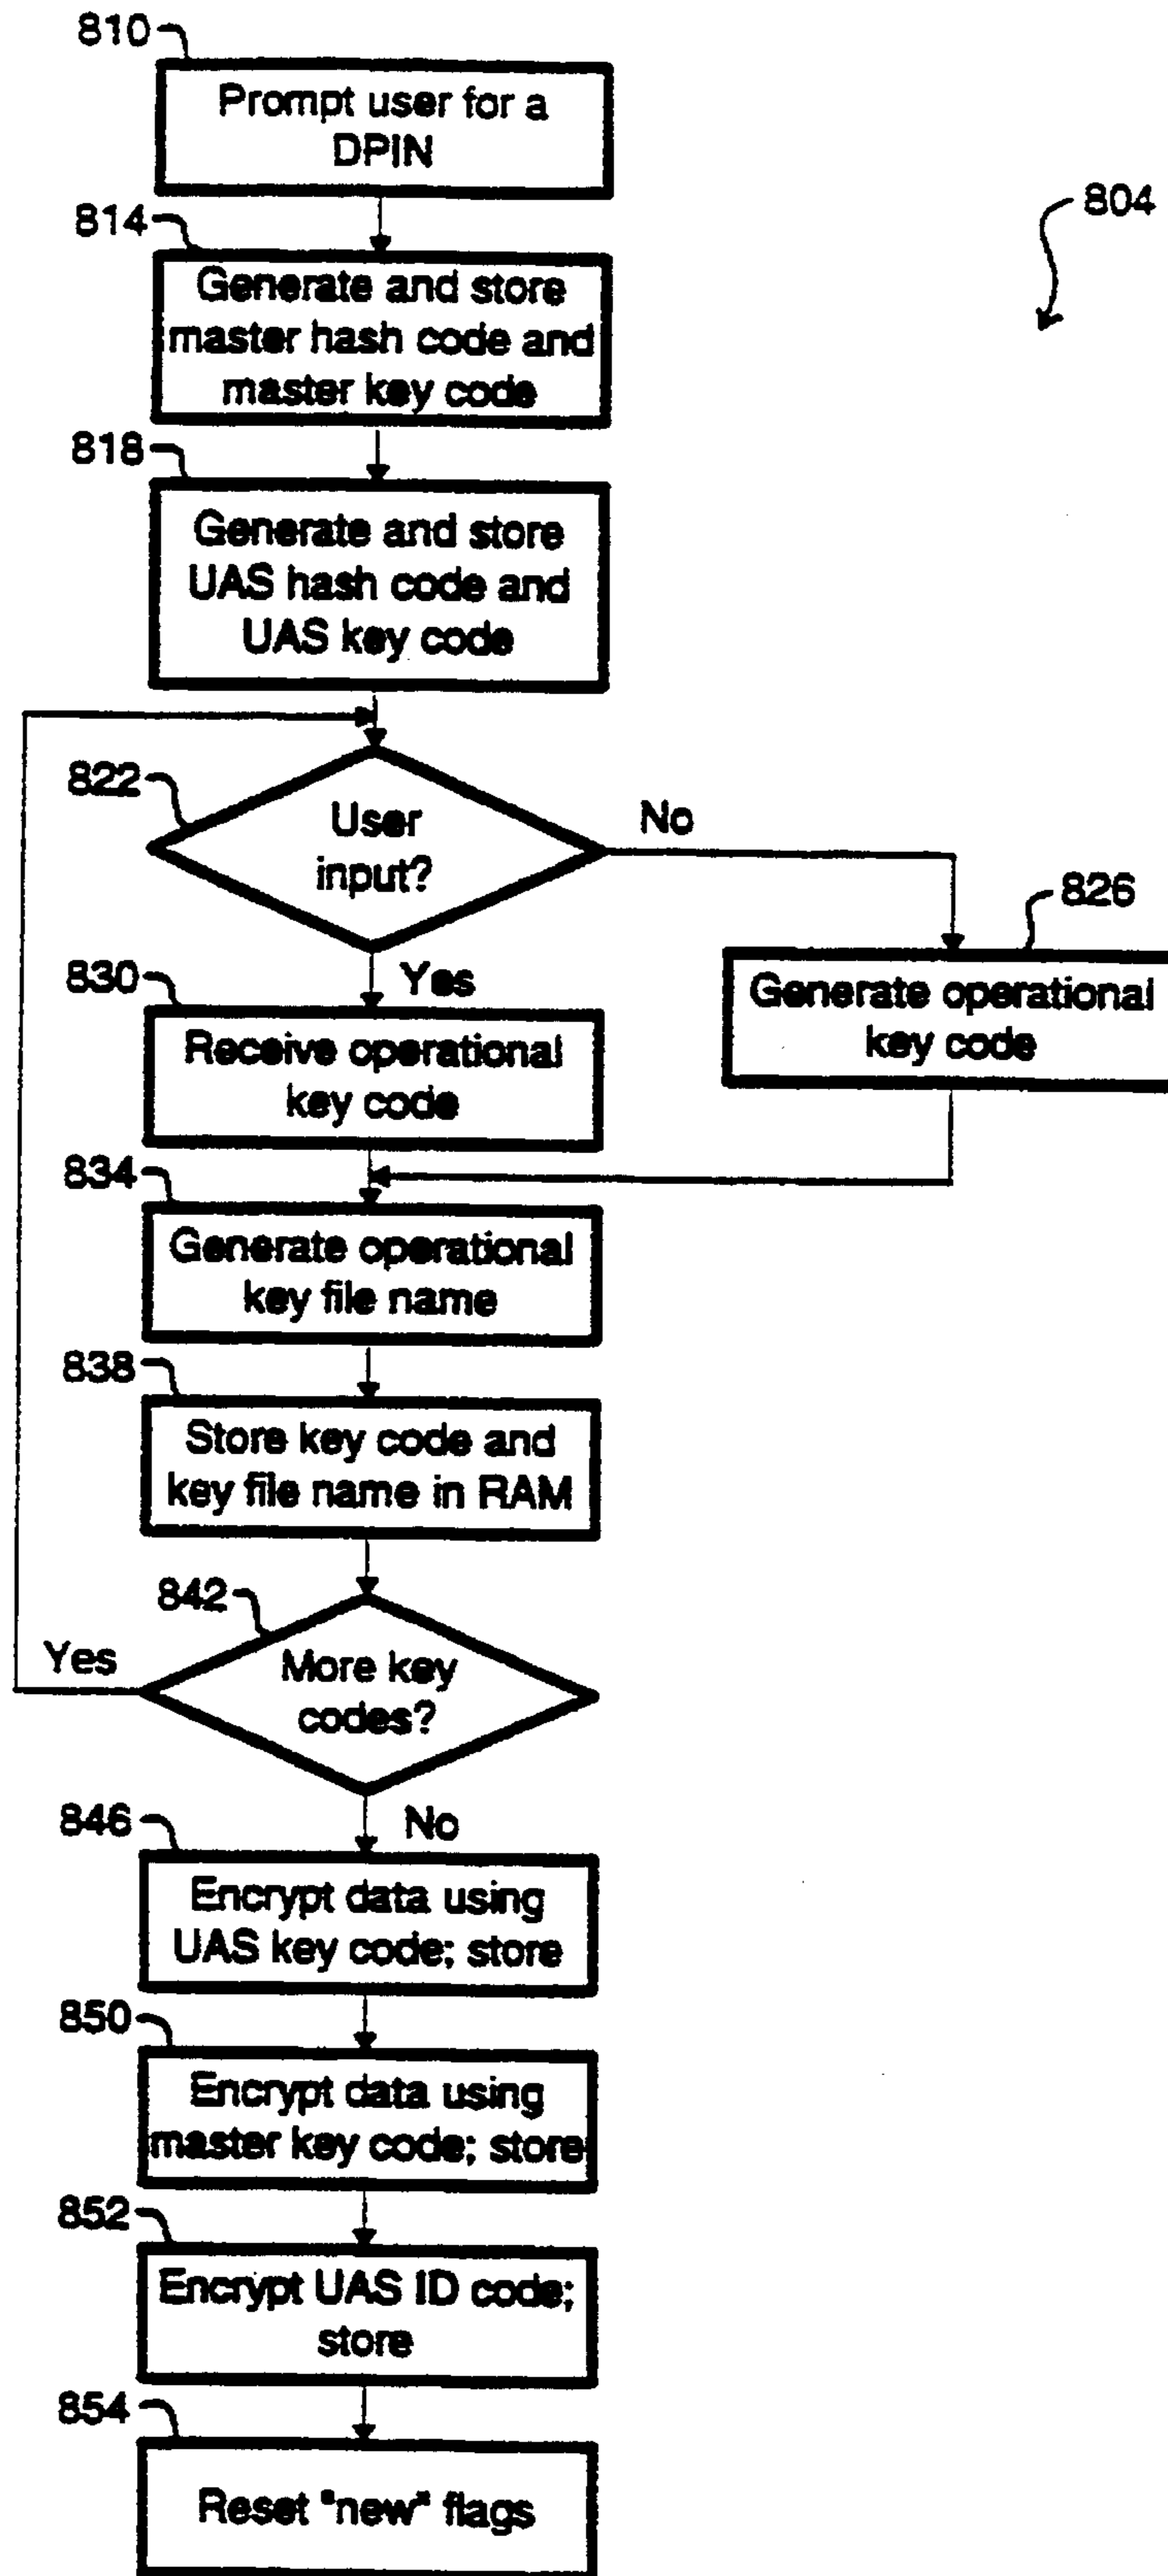 810
Prompt user for a
DPIN
804
814
Generate and store
master hash code and
master key code
818
Generate and store
UAS hash code and
UAS key code
822
User
input?
No
826
Generate operational
key code
830
Yes
Receive operational
key code
834
Generate operational
key file name
838
Store key code and
key file name in RAM
842
Yes
More key
codes?
846
No
Encrypt data using
UAS key code; store
850
Encrypt data using
master key code; store
852
Encrypt UAS ID code;
store
854
Reset "new" flags